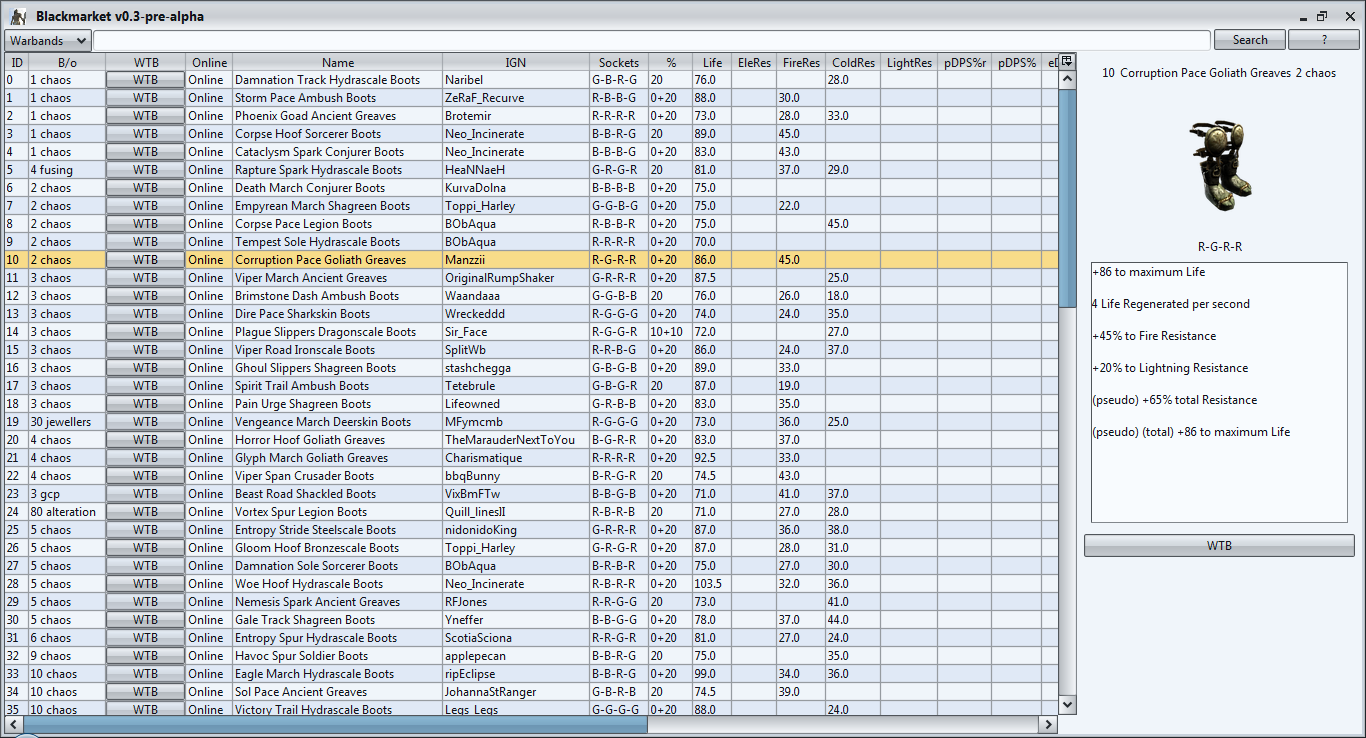 Blackmarket v0.3-pre-alpha
Warbands Search ?
ID B/o WTB Online Name IGN Sockets % Life EleRes FireRes ColdRes LightRes pDPS%r pDPS%
0 1 chaos WTB Online Damnation Track Hydrascale Boots Naribel G-B-R-G 20 76.0 28.0
1 1 chaos WTB Online Storm Pace Ambush Boots ZeRaF_Recurve R-B-B-G 0+20 88.0 30.0
2 1 chaos WTB Online Phoenix Goad Ancient Greaves Brotemir R-R-R-R 0+20 73.0 28.0 33.0
3 1 chaos WTB Online Corpse Hoof Sorcerer Boots Neo_Incinerate B-B-R-G 20 89.0 45.0
4 1 chaos WTB Online Cataclysm Spark Conjurer Boots Neo_Incinerate B-B-B-G 0+20 83.0 43.0
5 4 fusing WTB Online Rapture Spark Hydrascale Boots HeaNNaeH G-R-G-R 20 81.0 37.0 29.0
6 2 chaos WTB Online Death March Conjurer Boots KurvaDolna B-B-B-B 0+20 75.0
7 2 chaos WTB Online Empyrean March Shagreen Boots Toppi_Harley G-G-B-G 0+20 75.0 22.0
8 2 chaos WTB Online Corpse Pace Legion Boots BObAqua R-B-B-R 0+20 75.0 45.0
9 2 chaos WTB Online Tempest Sole Hydrascale Boots BObAqua R-R-R-R 0+20 70.0
10 2 chaos WTB Online Corruption Pace Goliath Greaves Manzzii R-G-R-R 0+20 86.0 45.0
11 3 chaos WTB Online Viper March Ancient Greaves OriginalRumpShaker G-R-R-R 0+20 87.5 25.0
12 3 chaos WTB Online Brimstone Dash Ambush Boots Waandaaa G-G-B-B 20 76.0 26.0 18.0
13 3 chaos WTB Online Dire Pace Sharkskin Boots Wreckeddd R-G-G-G 0+20 74.0 24.0 35.0
14 3 chaos WTB Online Plague Slippers Dragonscale Boots Sir_Face R-G-G-R 10+10 72.0 27.0
15 3 chaos WTB Online Viper Road Ironscale Boots SplitWb R-R-B-G 0+20 86.0 24.0 37.0
16 3 chaos WTB Online Ghoul Slippers Shagreen Boots stashchegga G-B-G-G 0+20 89.0 33.0
17 3 chaos WTB Online Spirit Trail Ambush Boots Tetebrule G-B-G-R 20 87.0 19.0
18 3 chaos WTB Online Pain Urge Shagreen Boots Lifeowned G-R-B-B 0+20 83.0 35.0
19 30 jewellers WTB Online Vengeance March Deerskin Boots MFymcmb R-G-G-G 0+20 73.0 36.0 25.0
20 4 chaos WTB Online Horror Hoof Goliath Greaves TheMarauderNextToYou B-G-R-R 0+20 83.0 37.0
21 4 chaos WTB Online Glyph March Goliath Greaves Charismatique R-R-R-R 0+20 92.5 33.0
22 4 chaos WTB Online Viper Span Crusader Boots bbqBunny B-R-G-R 20 74.5 43.0
23 3 gcp WTB Online Beast Road Shackled Boots VixBmFTw B-B-G-B 0+20 71.0 41.0 37.0
24 80 alteration WTB Online Vortex Spur Legion Boots Quill_linesII R-B-R-B 20 71.0 27.0 28.0
25 5 chaos WTB Online Entropy Stride Steelscale Boots nidonidoKing G-R-R-R 0+20 87.0 36.0 38.0
26 5 chaos WTB Online Gloom Hoof Bronzescale Boots Toppi_Harley G-R-G-G 0+20 87.0 28.0 31.0
27 5 chaos WTB Online Damnation Sole Sorcerer Boots BObAqua B-R-B-R 0+20 75.0 27.0 30.0
28 5 chaos WTB Online Woe Hoof Hydrascale Boots Neo_Incinerate R-B-R-R 0+20 103.5 32.0 36.0
29 5 chaos WTB Online Nemesis Spark Ancient Greaves RFJones R-R-G-G 20 73.0 41.0
30 5 chaos WTB Online Gale Track Shagreen Boots Yneffer B-B-G-G 0+20 78.0 37.0 44.0
31 6 chaos WTB Online Entropy Spur Hydrascale Boots ScotiaSciona R-R-G-R 0+20 81.0 27.0 24.0
32 9 chaos WTB Online Havoc Spur Soldier Boots applepecan B-B-R-G 20 75.0 35.0
33 10 chaos WTB Online Eagle March Hydrascale Boots ripEclipse B-B-R-G 0+20 99.0 34.0 36.0
34 10 chaos WTB Online Sol Pace Ancient Greaves JohannaStRanger G-B-R-B 20 74.5 39.0
35 10 chaos WTB Online Victory Trail Hydrascale Boots Legs_Legs G-G-G-G 0+20 88.0 24.0
10 Corruption Pace Goliath Greaves 2 chaos
R-G-R-R
+86 to maximum Life
4 Life Regenerated per second
+45% to Fire Resistance
+20% to Lightning Resistance
(pseudo) +65% total Resistance
(pseudo) (total) +86 to maximum Life
WTB